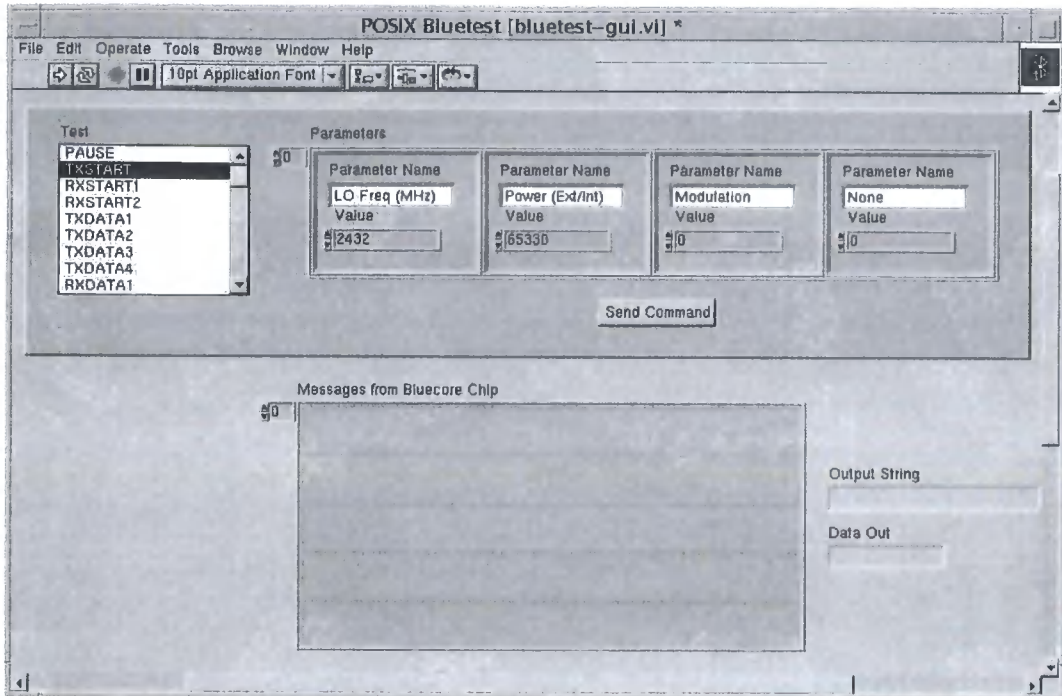 POSIX Bluetest [bluetest-gui.vi] *
File Edit Operate Tools Browse Window Help
10pt Application Font
Test
PAUSE
TXSTART
RXSTART1
RXSTART2
TXDATA1
TXDATA2
TXDATA3
TXDATA4
RXDATA1
Parameters
0
Parameter Name
LO Freq (MHz)
Value
2432
Parameter Name
Power (Ext/Int)
Value
65330
Parameter Name
Modulation
Value
0
Parameter Name
None
Value
0
Send Command
Messages from Bluecore Chip
0
Output String
Data Out